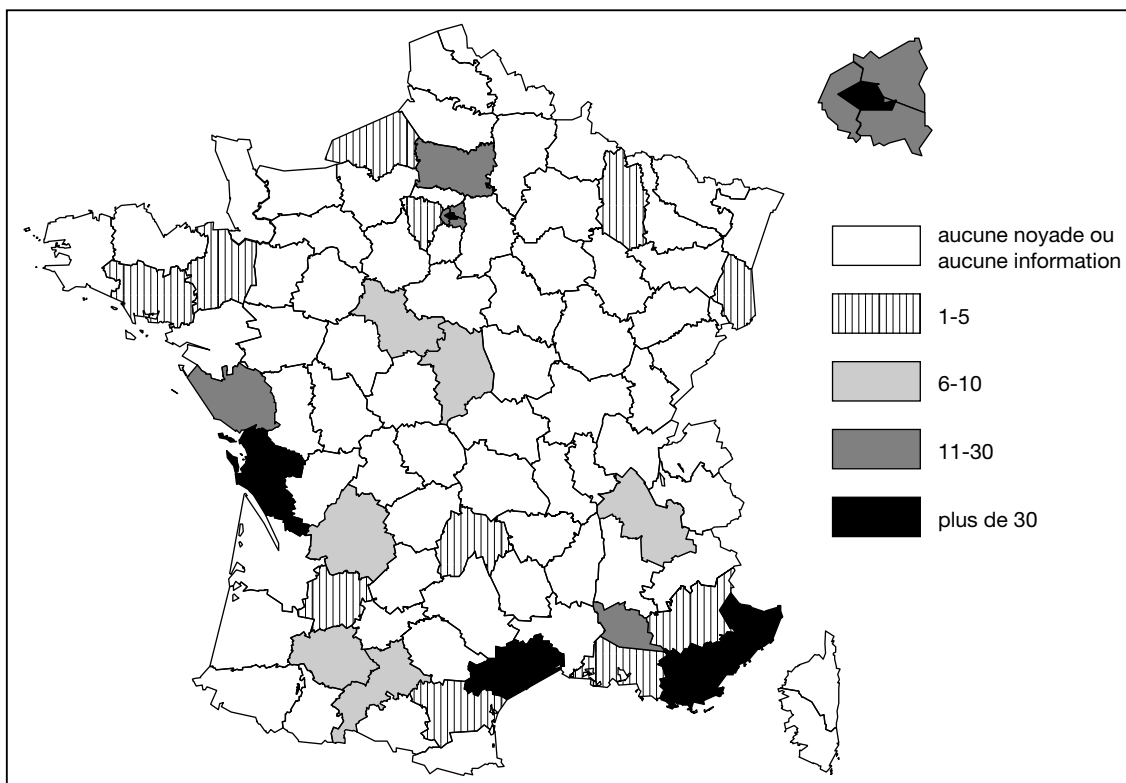 aucune noyade ou
aucune information
1-5
6-10
11-30
plus de 30